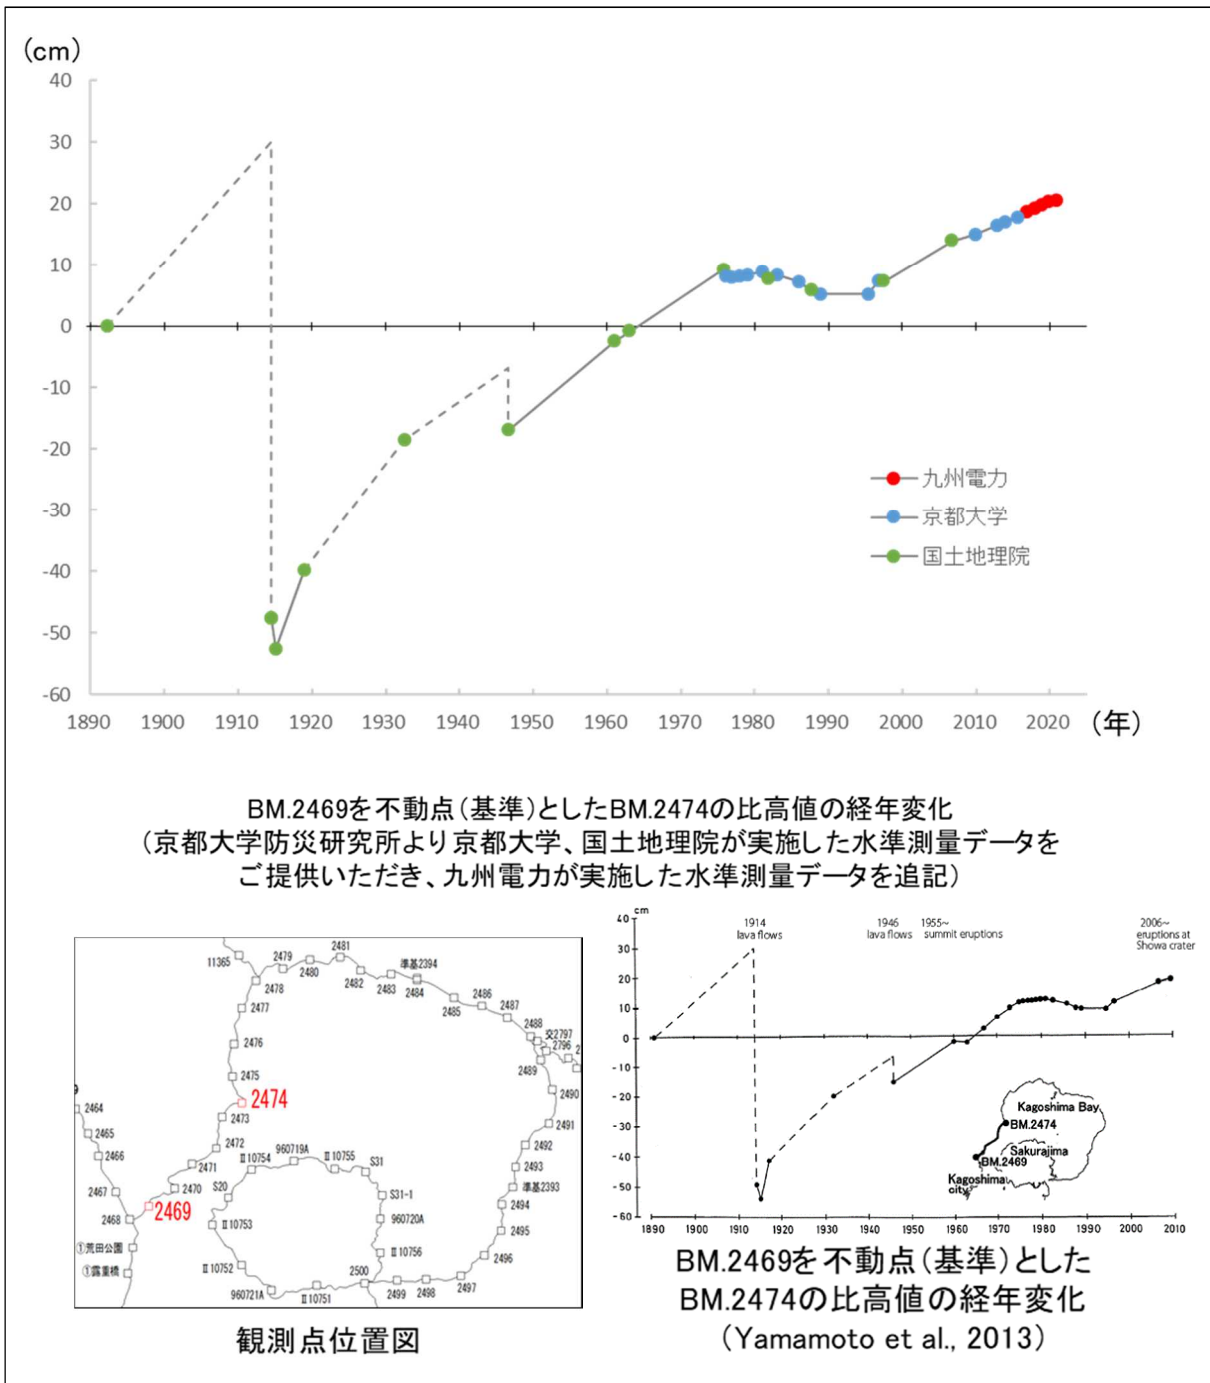 (cm)
40
30
20
10
0
-10
-20
-30
-40
-50
-60
1890 1900 1910 1920 1930 1940 1950 1960 1970 1980 1990 2000 2010 2020 (年)
九州電力
京都大学
国土地理院
BM.2469を不動点(基準)としたBM.2474の比高値の経年変化
(京都大学防災研究所より京都大学、国土地理院が実施した水準測量データを
ご提供いただき、九州電力が実施した水準測量データを追記)
11365
2479
2480
2481
2478
2482
2483
準基2394
2484
2485
2486
2487
2488
交2797
2796
2489
2490
2477
2476
2475
2474
2473
2472
2471
2470
2469
2464
2465
2466
2467
2468
①荒田公園
①露重橋
Ⅱ10754
960719A
Ⅱ10755
S31
S20
S31-1
Ⅱ10753
960720A
Ⅱ10752
Ⅱ10756
960721A
Ⅱ10751
2500
2499
2498
2497
2496
2495
2494
準基2393
2493
2492
2491
観測点位置図
cm
40
30
20
10
0
-10
-20
-30
-40
-50
-60
1914
lava flows
1946
lava flows
1955~
summit eruptions
2006~
eruptions at
Showa crater
Kagoshima Bay
BM.2474
Sakurajima
BM.2469
Kagoshima
city
1890 1900 1910 1920 1930 1940 1950 1960 1970 1980 1990 2000 2010
BM.2469を不動点(基準)とした
BM.2474の比高値の経年変化
(Yamamoto et al., 2013)